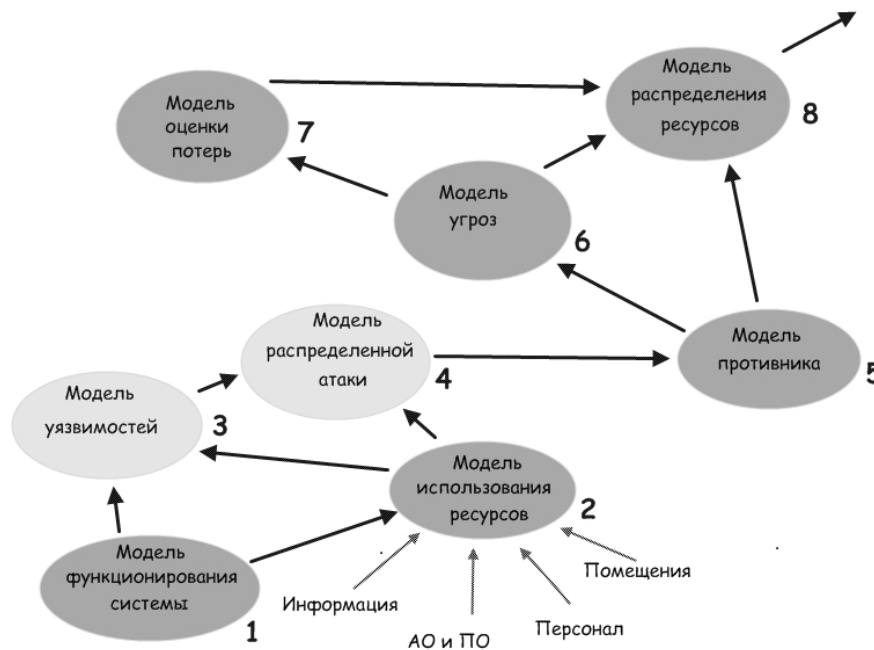 Модель
распределения
ресурсов
8
Модель
оценки
потерь
7
Модель
угроз
6
Модель
распределенной
атаки
4
Модель
противника
5
Модель
уязвимостей
3
Модель
использования
ресурсов
2
Модель
функционирования
системы
1
Информация
АО и ПО
Персонал
Помещения